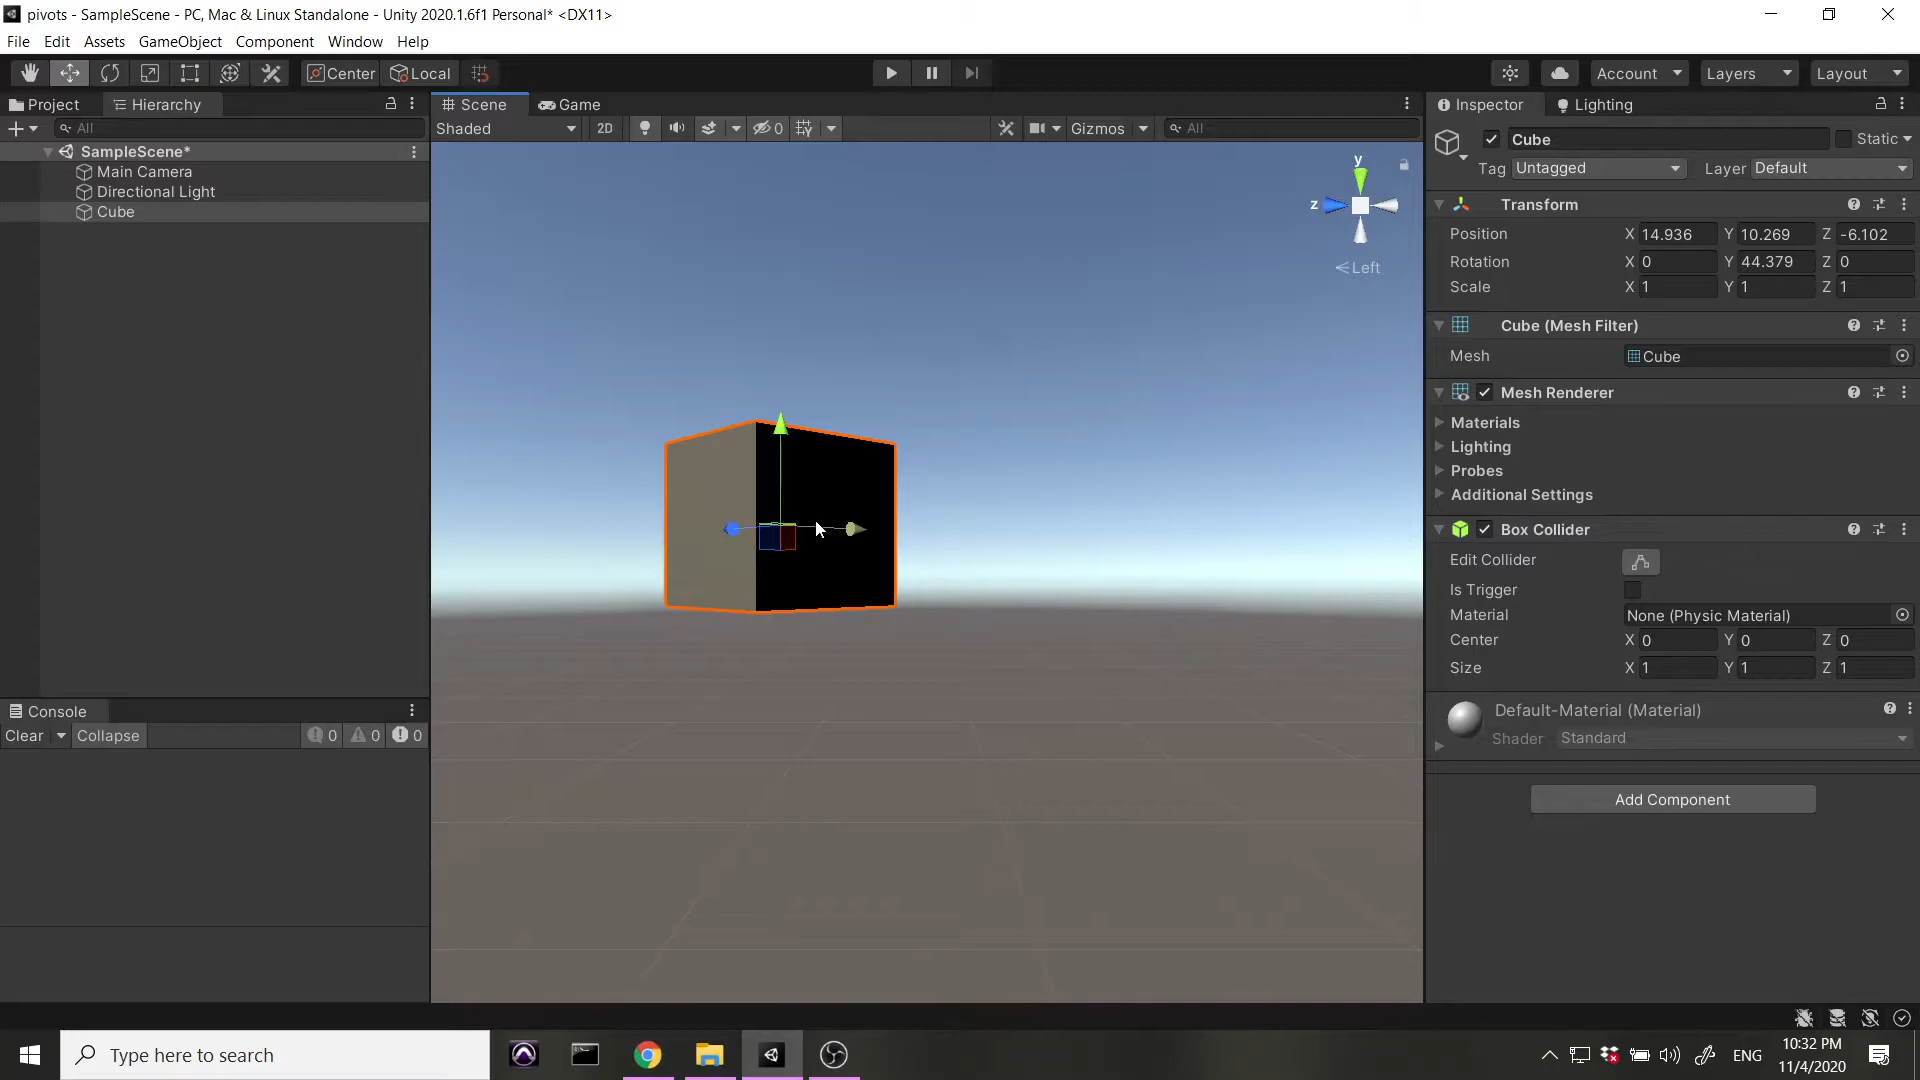 pivots - SampleScene - PC, Mac & Linux Standalone - Unity 2020.1.6f1 Personal* <DX11>
File Edit Assets GameObject Component Window Help
Center Local Account Layers Layout
Project Hierarchy
All
SampleScene*
Main Camera
Directional Light
Cube
Scene Game
Shaded 2D 0 Gizmos All
y
z
Left
Inspector Lighting
Cube Static
Tag Untagged Layer Default
Transform
Position X 14.936 Y 10.269 Z -6.102
Rotation X 0 Y 44.379 Z 0
Scale X 1 Y 1 Z 1
Cube (Mesh Filter)
Mesh Cube
Mesh Renderer
Materials
Lighting
Probes
Additional Settings
Box Collider
Edit Collider
Is Trigger
Material None (Physic Material)
Center X 0 Y 0 Z 0
Size X 1 Y 1 Z 1
Default-Material (Material)
Shader Standard
Add Component
Console
Clear Collapse 0 0 0
Type here to search
ENG
10:32 PM
11/4/2020